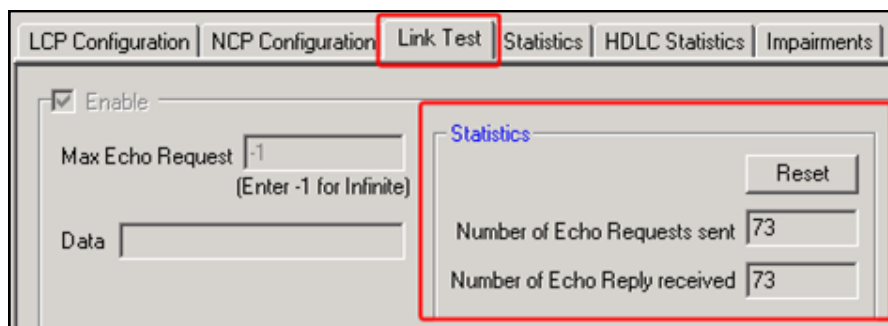 LCP Configuration NCP Configuration Link Test Statistics HDLC Statistics Impairments
Enable
Max Echo Request -1
(Enter -1 for Infinite)
Data
Statistics
Reset
Number of Echo Requests sent 73
Number of Echo Reply received 73